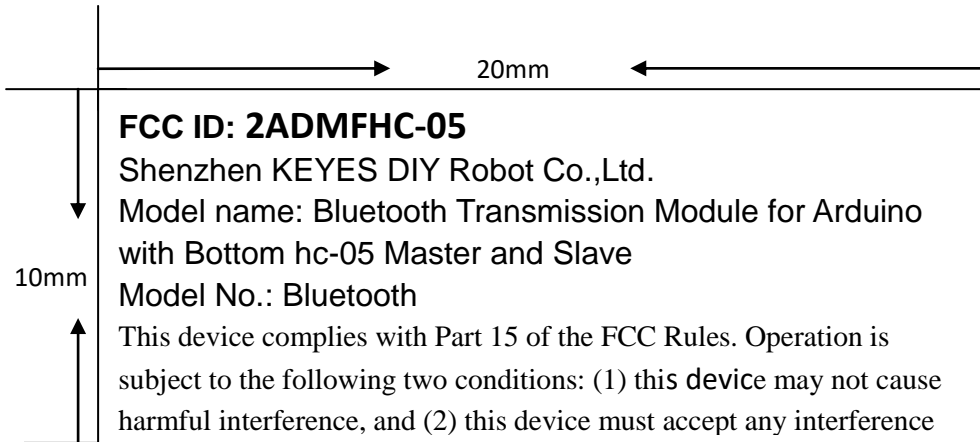 20mm
FCC ID: 2ADMFHC-05
Shenzhen KEYES DIY Robot Co.,Ltd.
Model name: Bluetooth Transmission Module for Arduino
with Bottom hc-05 Master and Slave
10mm
Model No.: Bluetooth
This device complies with Part 15 of the FCC Rules. Operation is
subject to the following two conditions: (1) this device may not cause
harmful interference, and (2) this device must accept any interference